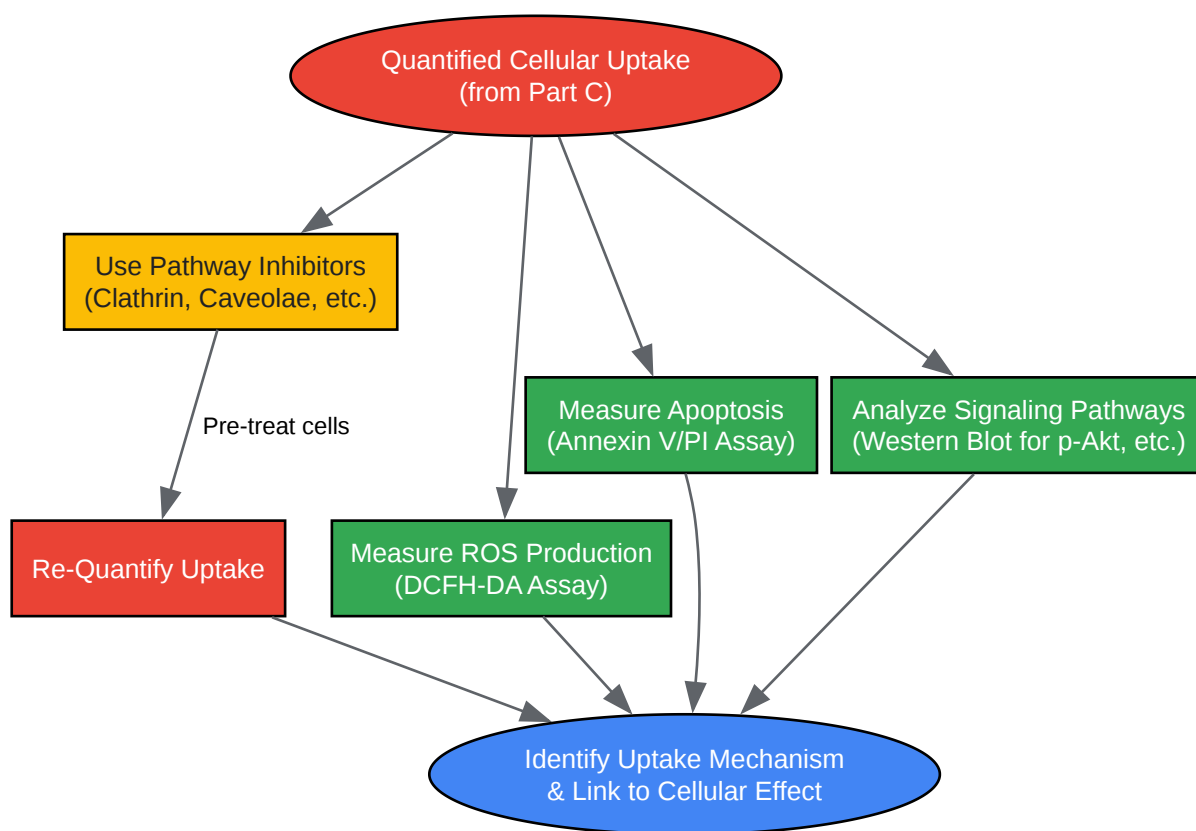 Quantified Cellular Uptake
(from Part C)
Use Pathway Inhibitors
(Clathrin, Caveolae, etc.)
Measure Apoptosis
(Annexin V/PI Assay)
Analyze Signaling Pathways
(Western Blot for p-Akt, etc.)
Pre-treat cells
Re-Quantify Uptake
Measure ROS Production
(DCFH-DA Assay)
Identify Uptake Mechanism
& Link to Cellular Effect